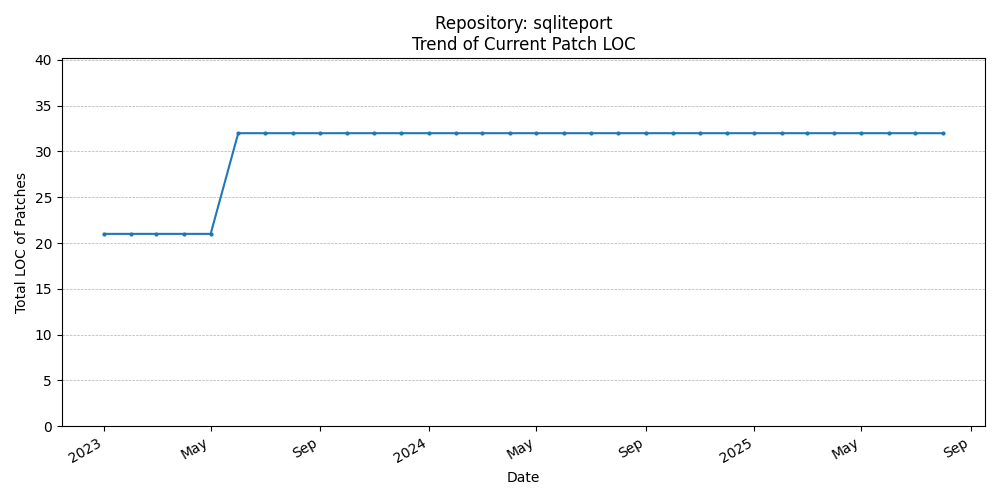 Repository: sqliteport
Trend of Current Patch LOC
40
35
30
25
20
15
10
5
0
Total LOC of Patches
2023
May
Sep
2024
May
Sep
2025
May
Sep
Date